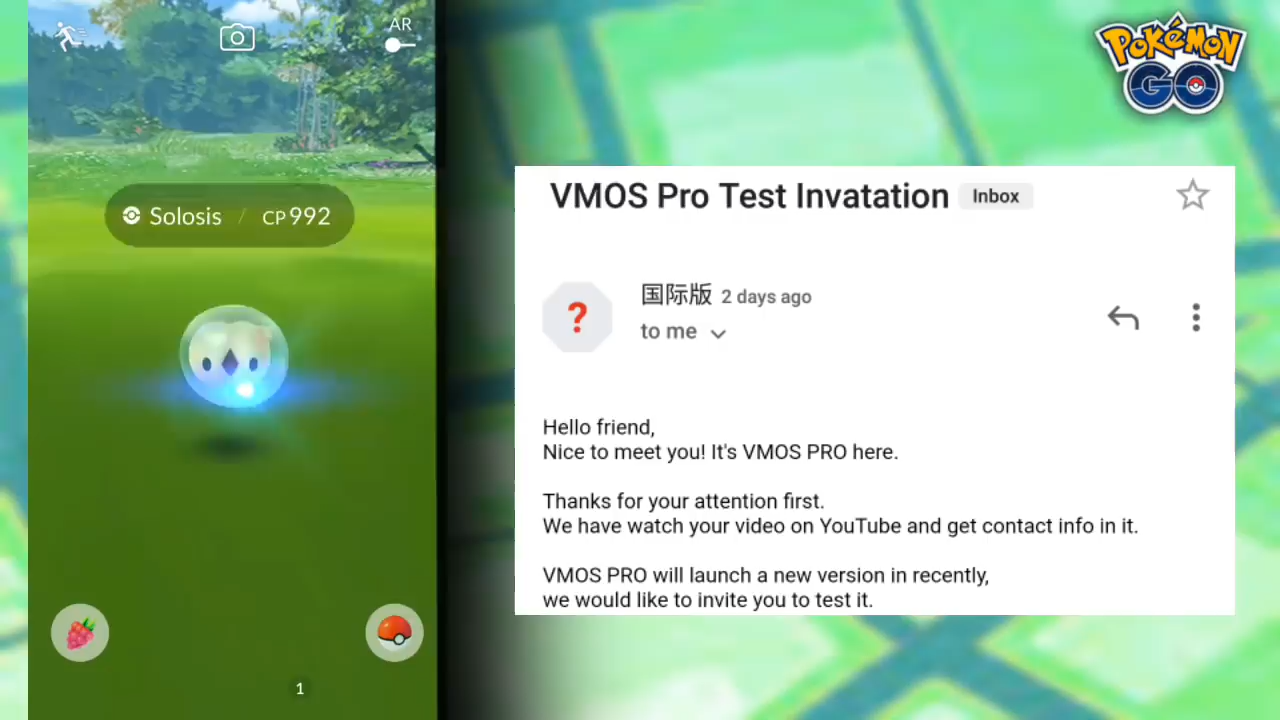 AR
Solosis / CP992
1
Pokémon
GO
VMOS Pro Test Invatation Inbox
国际版 2 days ago
to me
Hello friend,
Nice to meet you! It's VMOS PRO here.
Thanks for your attention first.
We have watch your video on YouTube and get contact info in it.
VMOS PRO will launch a new version in recently,
we would like to invite you to test it.